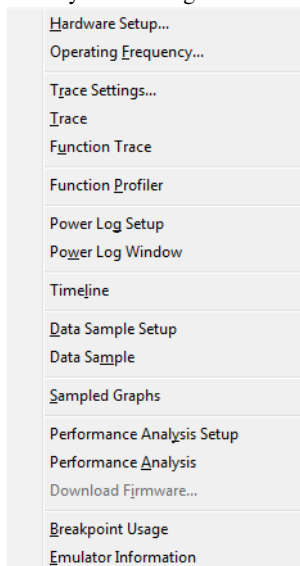 Hardware Setup...
Operating Frequency...
Trace Settings...
Trace
Function Trace
Function Profiler
Power Log Setup
Power Log Window
Timeline
Data Sample Setup
Data Sample
Sampled Graphs
Performance Analysis Setup
Performance Analysis
Download Firmware...
Breakpoint Usage
Emulator Information